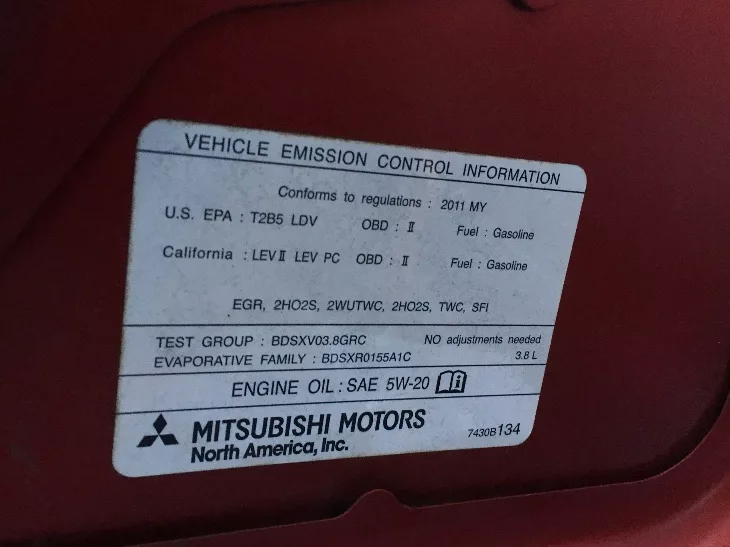 VEHICLE EMISSION CONTROL INFORMATION
Conforms to regulations : 2011 MY
U.S. EPA : T2B5 LDV OBD : II Fuel : Gasoline
California : LEVII LEV PC OBD : II Fuel : Gasoline
EGR, 2HO2S, 2WUTWC, 2HO2S, TWC, SFI
TEST GROUP : BDSXV03.8GRC NO adjustments needed
EVAPORATIVE FAMILY : BDSXR0155A1C 3.8 L
ENGINE OIL : SAE 5W-20
MITSUBISHI MOTORS
North America, Inc. 7430B134